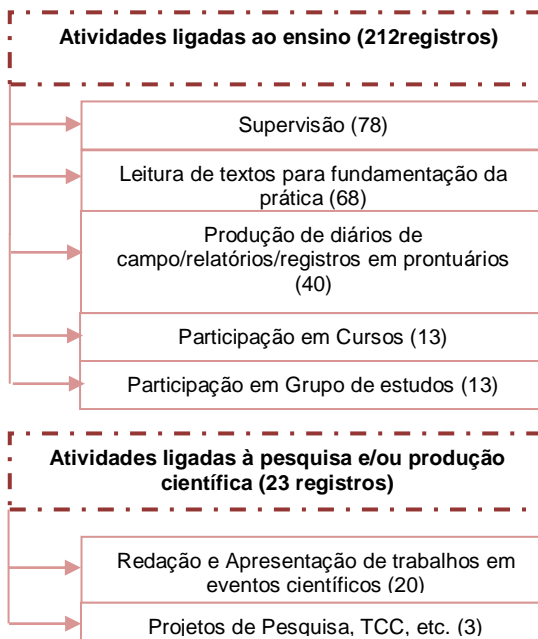 Atividades ligadas ao ensino (212registros)
Supervisão (78)
Leitura de textos para fundamentação da
prática (68)
Produção de diários de
campo/relatórios/registros em prontuários
(40)
Participação em Cursos (13)
Participação em Grupo de estudos (13)
Atividades ligadas à pesquisa e/ou produção
científica (23 registros)
Redação e Apresentação de trabalhos em
eventos científicos (20)
Projetos de Pesquisa, TCC, etc. (3)